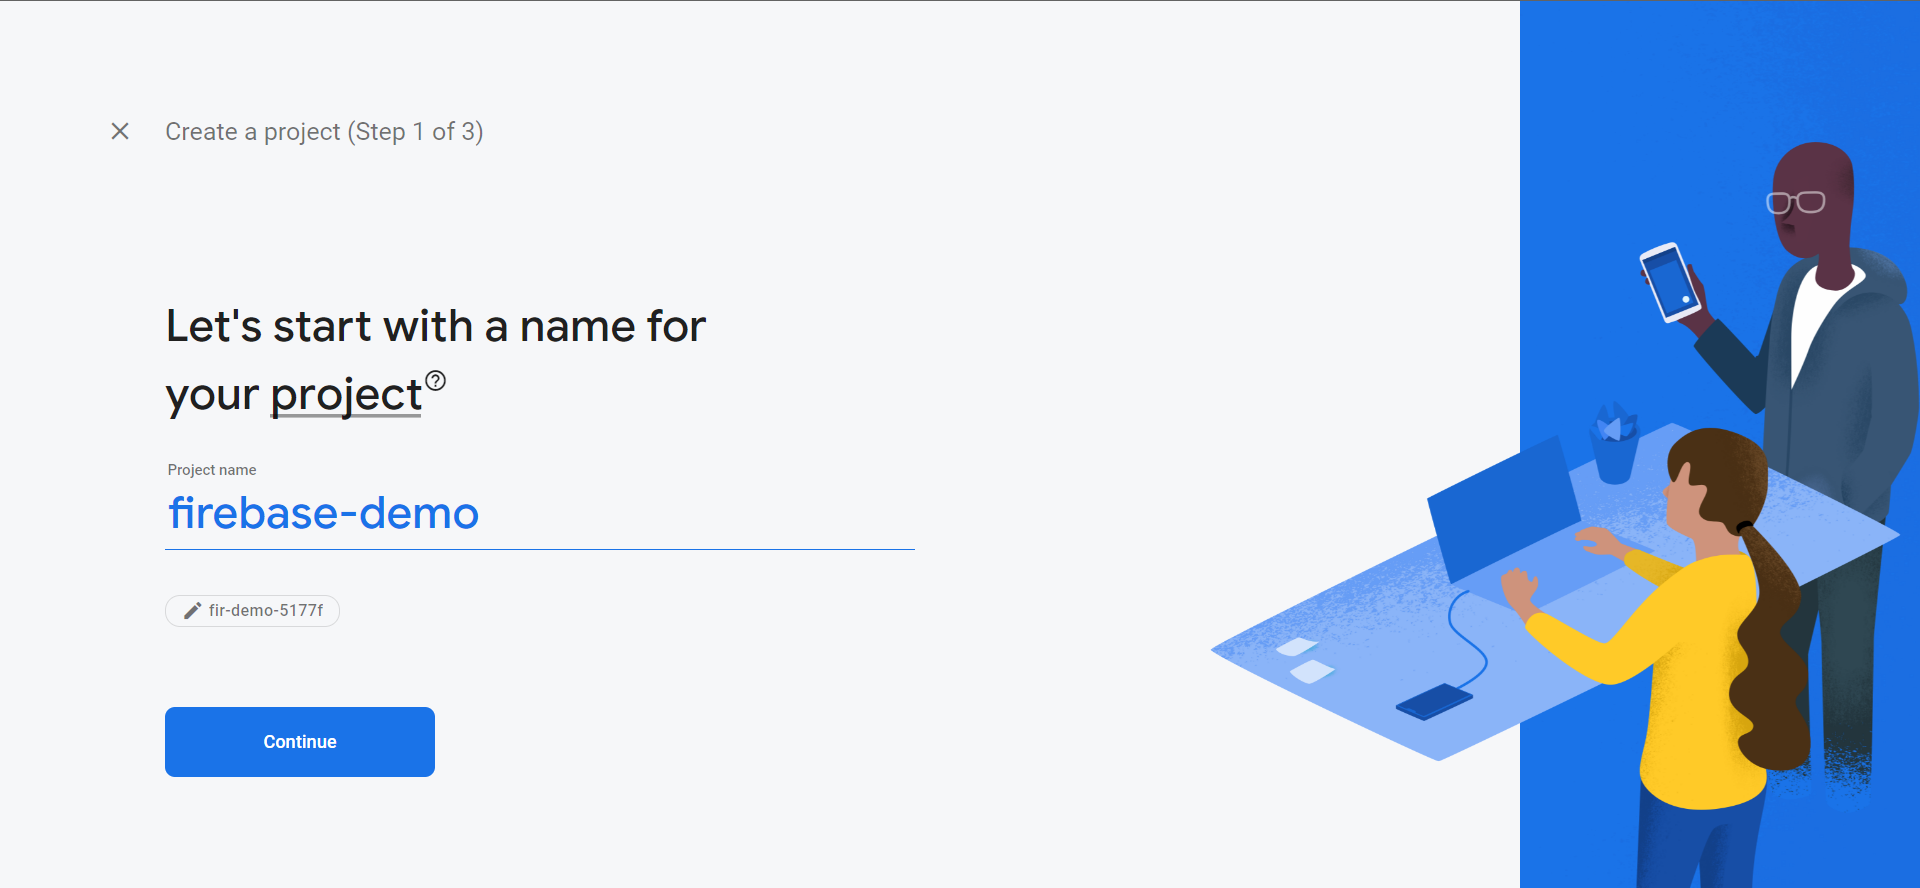 Create a project (Step 1 of 3)
Let's start with a name for
your project
Project name
firebase-demo
fir-demo-5177f
Continue